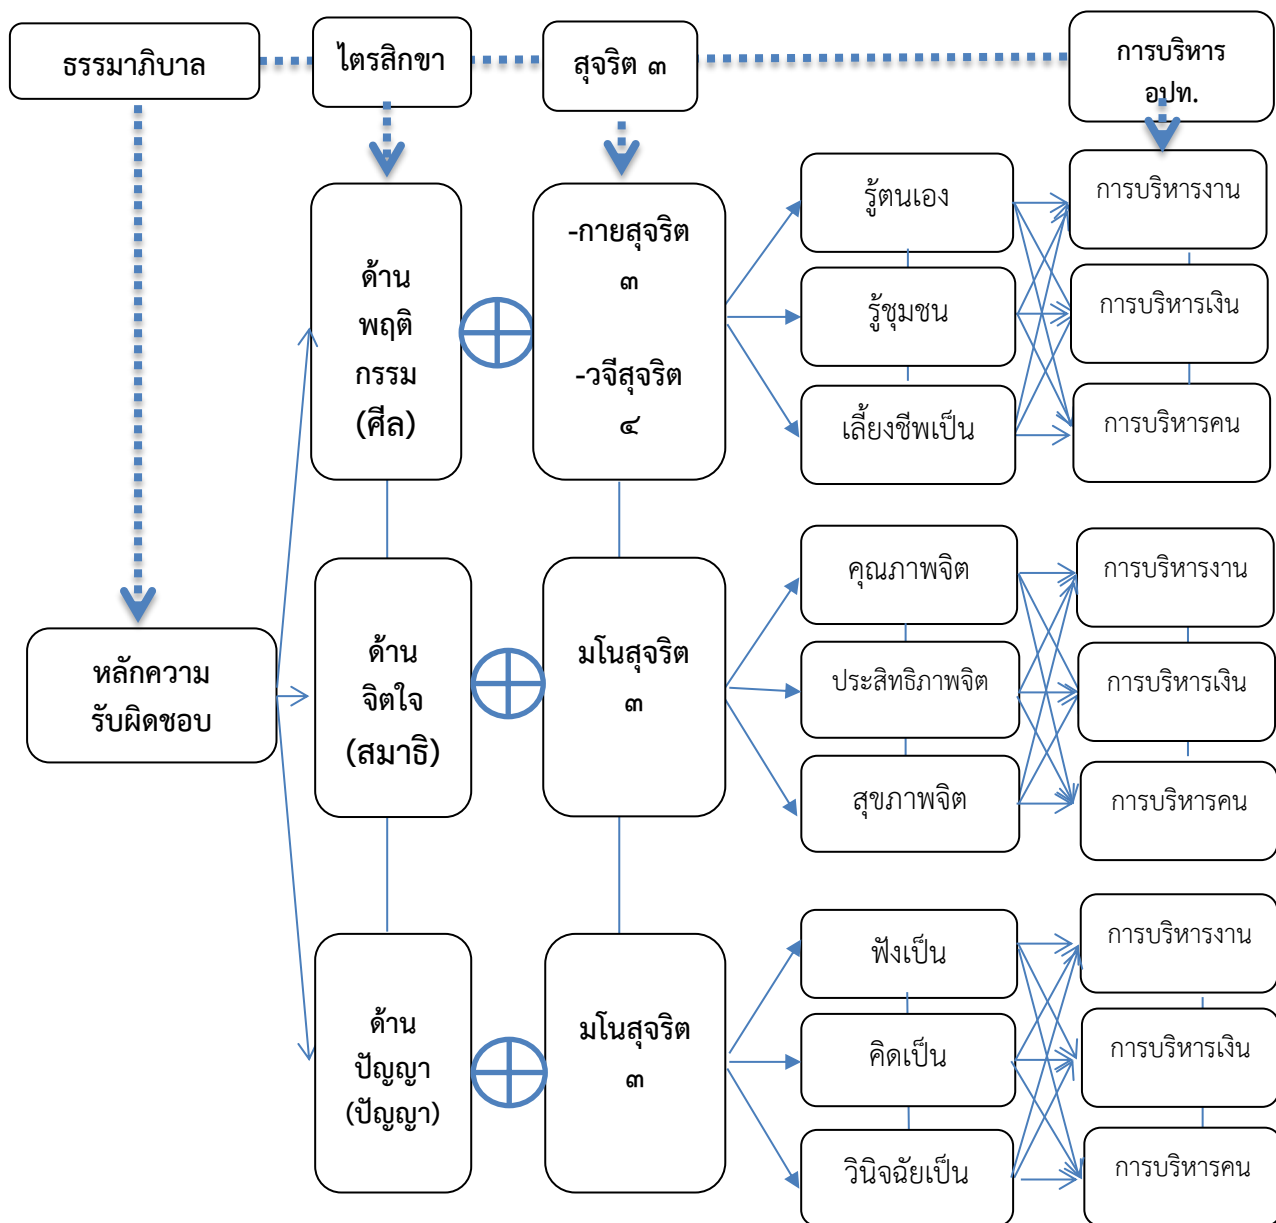 ธรรมาภิบาล
ไตรสิกขา
สุจริต ๓
การบริหาร
อปท.
หลักความ
รับผิดชอบ
ด้าน
พฤติ
กรรม
(ศีล)
-กายสุจริต
๓
-วจีสุจริต
๔
รู้ตนเอง
รู้ชุมชน
เลี้ยงชีพเป็น
การบริหารงาน
การบริหารเงิน
การบริหารคน
ด้าน
จิตใจ
(สมาธิ)
มโนสุจริต
๓
คุณภาพจิต
ประสิทธิภาพจิต
สุขภาพจิต
การบริหารงาน
การบริหารเงิน
การบริหารคน
ด้าน
ปัญญา
(ปัญญา)
มโนสุจริต
๓
ฟังเป็น
คิดเป็น
วินิจฉัยเป็น
การบริหารงาน
การบริหารเงิน
การบริหารคน